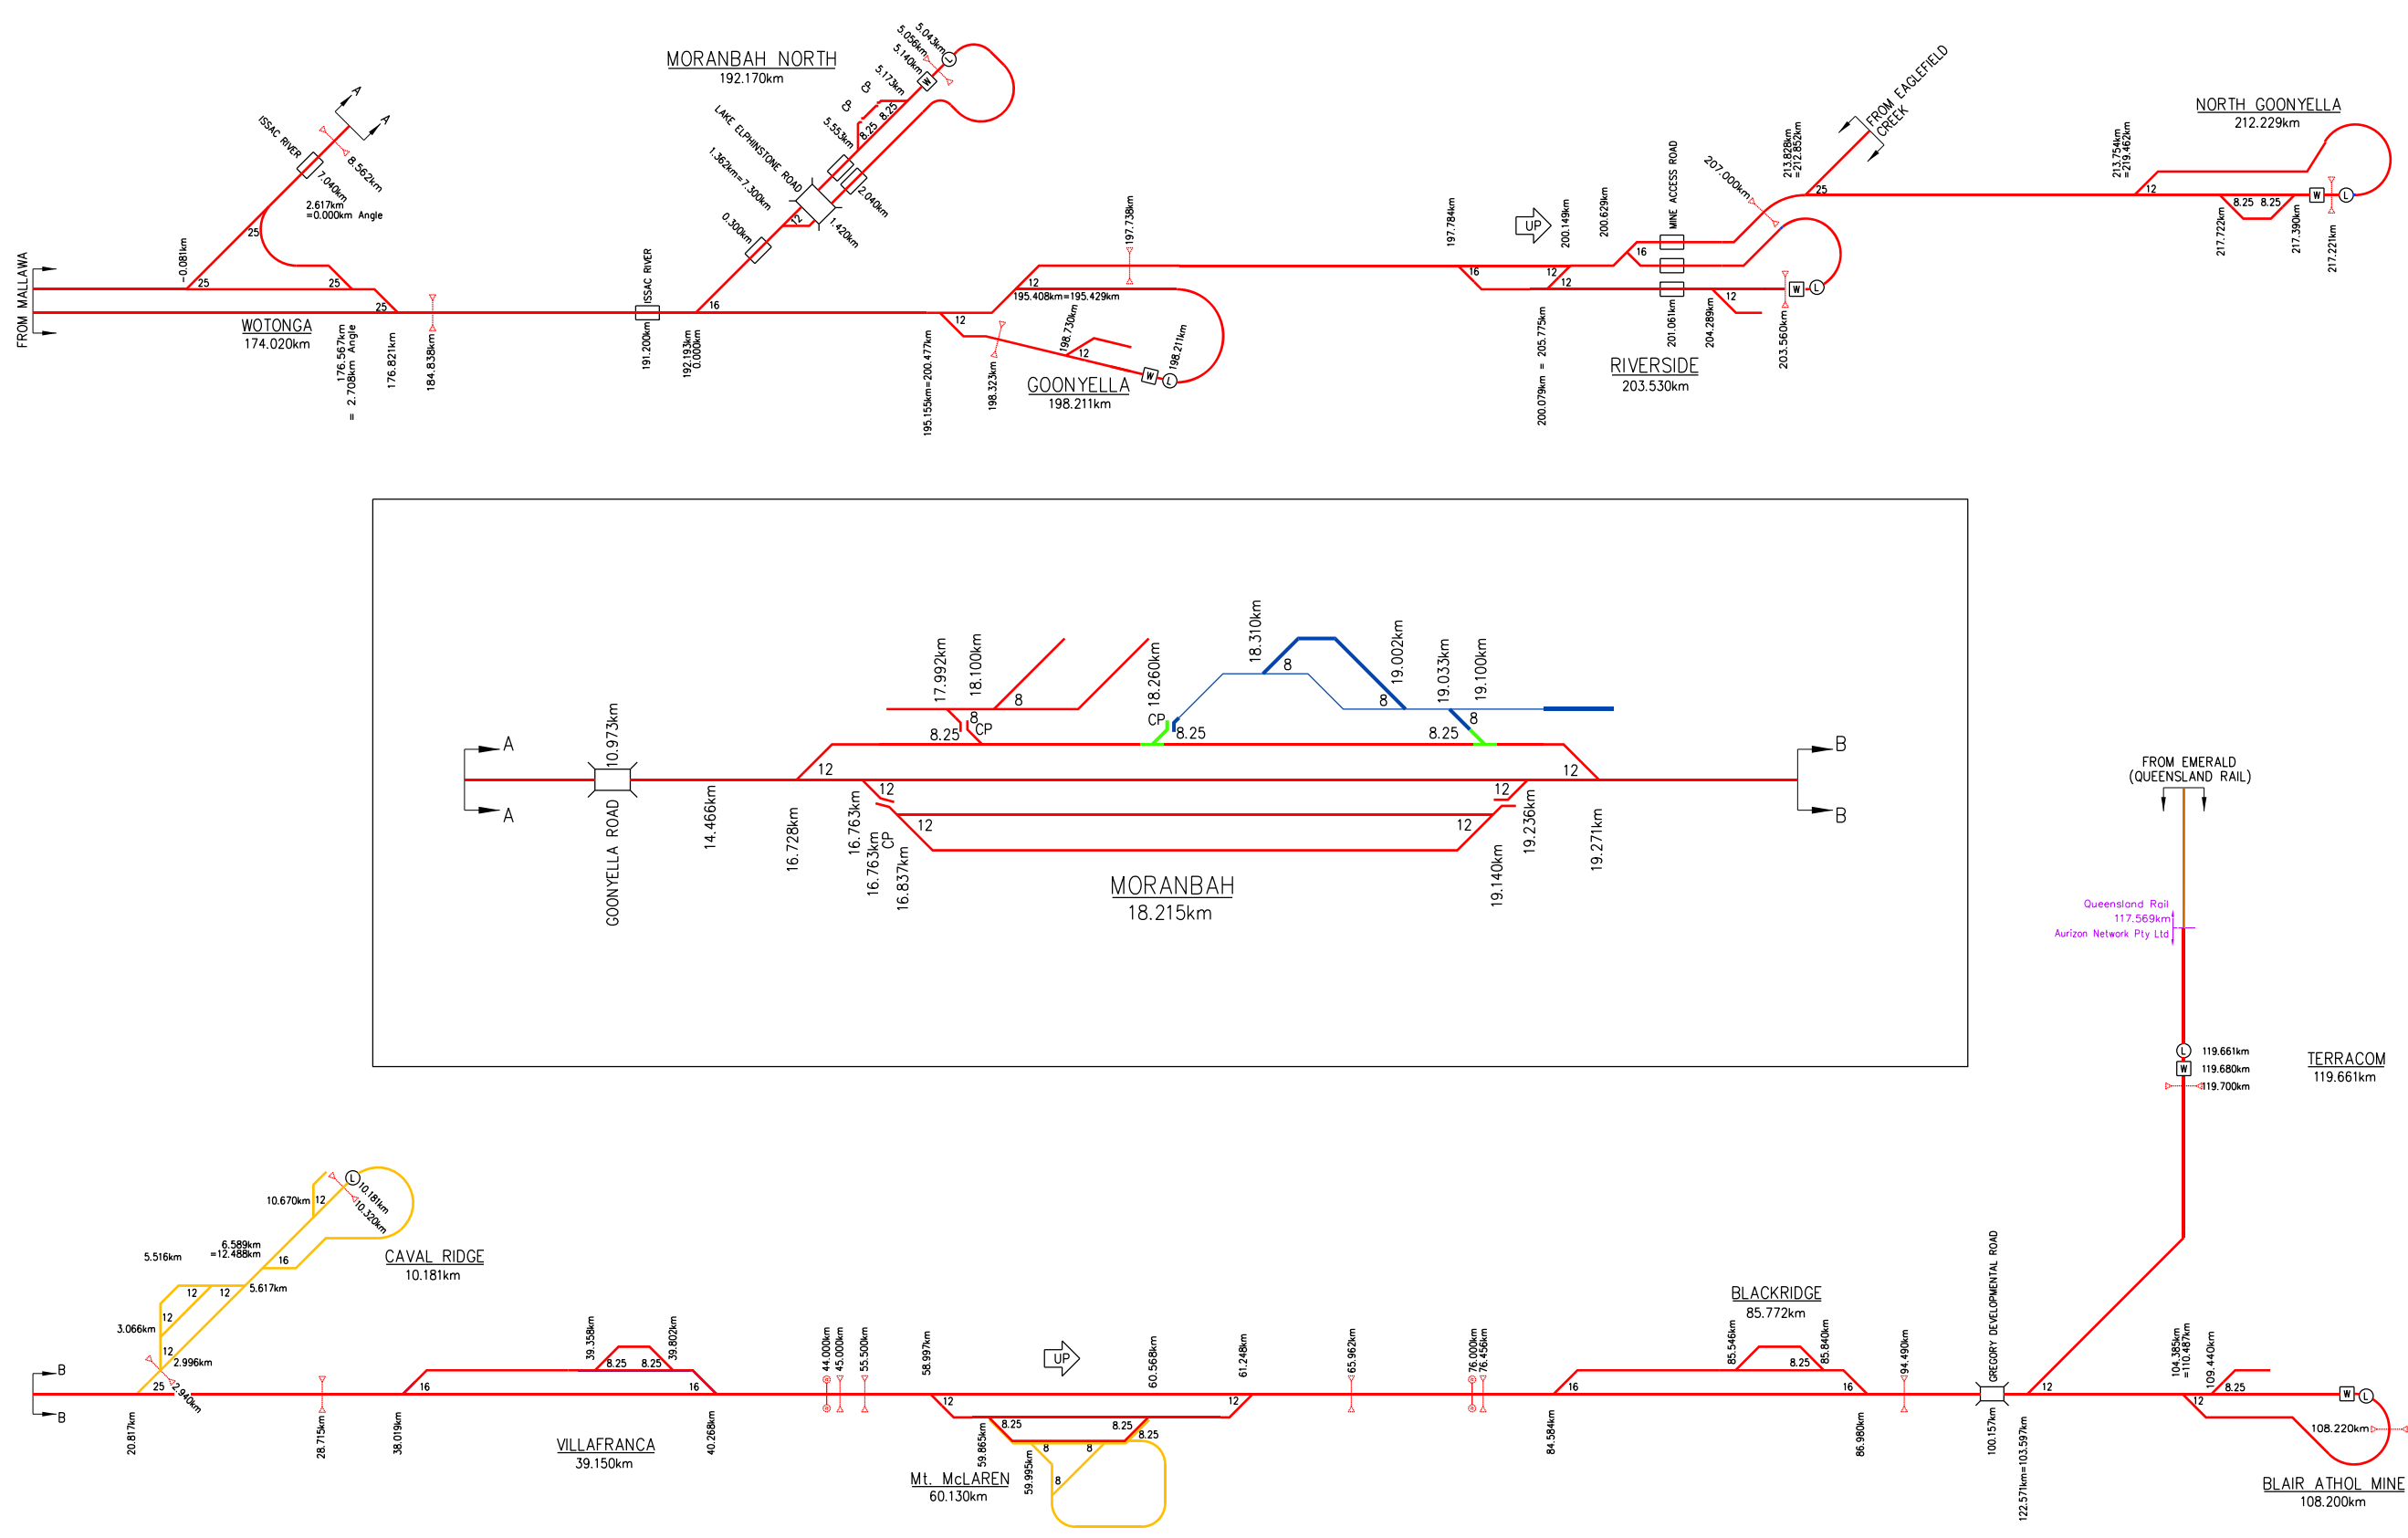 FROM MALLAWA
ISSAC RIVER
A
A
8.562km
7.040km
2.617km
=0.000km Angle
-0.081km
25
25
25
25
WOTONGA
174.020km
176.567km
= 2.708km Angle
176.821km
184.838km
MORANBAH NORTH
192.170km
5.043km
5.056km
5.140km
W
L
5.173km
CP
CP
8.25
8.25
5.553km
LAKE ELPHINSTONE ROAD
1.362km=7.300km
2.040km
1.420km
12
0.300km
ISSAC RIVER
191.200km
192.193km
0.000km
16
197.738km
12
195.408km=195.429km
12
195.155km=200.477km
198.323km
198.730km
12
198.211km
W
L
GOONYELLA
198.211km
197.784km
UP
200.149km
200.629km
MINE ACCESS ROAD
16
12
12
16
200.079km = 205.775km
201.061km
204.289km
12
203.560km
W
L
RIVERSIDE
203.530km
207.000km
213.828km
=212.852km
FROM EAGLEFIELD
CREEK
25
213.754km
=219.462km
12
NORTH GOONYELLA
212.229km
8.25
8.25
W
L
217.722km
217.390km
217.221km
A
A
10.973km
GOONYELLA ROAD
14.466km
16.728km
12
17.992km
18.100km
8
8
CP
8.25
18.260km
CP
8.25
18.310km
8
19.002km
8
19.033km
19.100km
8
8.25
12
B
B
12
16.763km
16.763km
CP
16.837km
12
12
12
19.140km
19.236km
19.271km
MORANBAH
18.215km
FROM EMERALD
(QUEENSLAND RAIL)
Queensland Rail
117.569km
Aurizon Network Pty Ltd
L
119.661km
W
119.680km
119.700km
TERRACOM
119.661km
10.670km
12
L
10.181km
10.320km
5.516km
6.589km
=12.488km
16
CAVAL RIDGE
10.181km
12
12
5.617km
12
3.066km
12
2.996km
25
2.940km
B
B
20.817km
28.715km
38.019km
16
39.358km
8.25
8.25
39.802km
16
40.268km
VILLAFRANCA
39.150km
44.000km
45.000km
55.500km
58.997km
12
UP
60.568km
61.248km
12
8.25
8.25
8.25
8
8
8
59.865km
59.995km
Mt. McLAREN
60.130km
65.962km
76.000km
76.456km
84.584km
16
BLACKRIDGE
85.772km
85.546km
8.25
85.840km
16
86.980km
94.490km
GREGORY DEVELOPMENTAL ROAD
100.157km
122.571km=103.597km
12
104.385km
=110.487km
109.440km
8.25
12
W
L
108.220km
BLAIR ATHOL MINE
108.200km